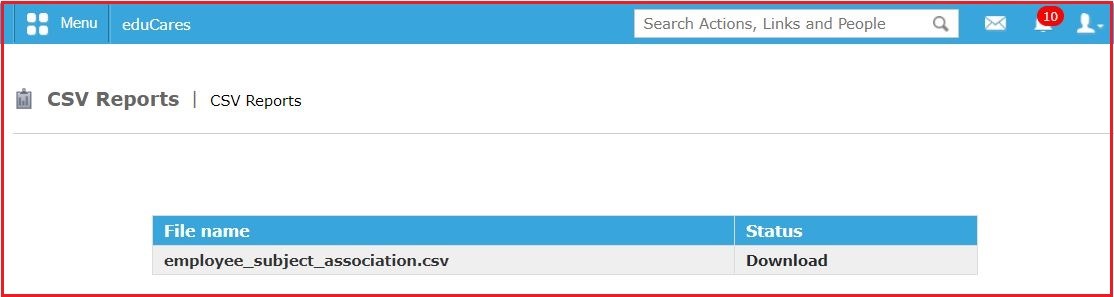 Menu eduCares Search Actions, Links and People 10
CSV Reports | CSV Reports
File name Status
employee_subject_association.csv Download